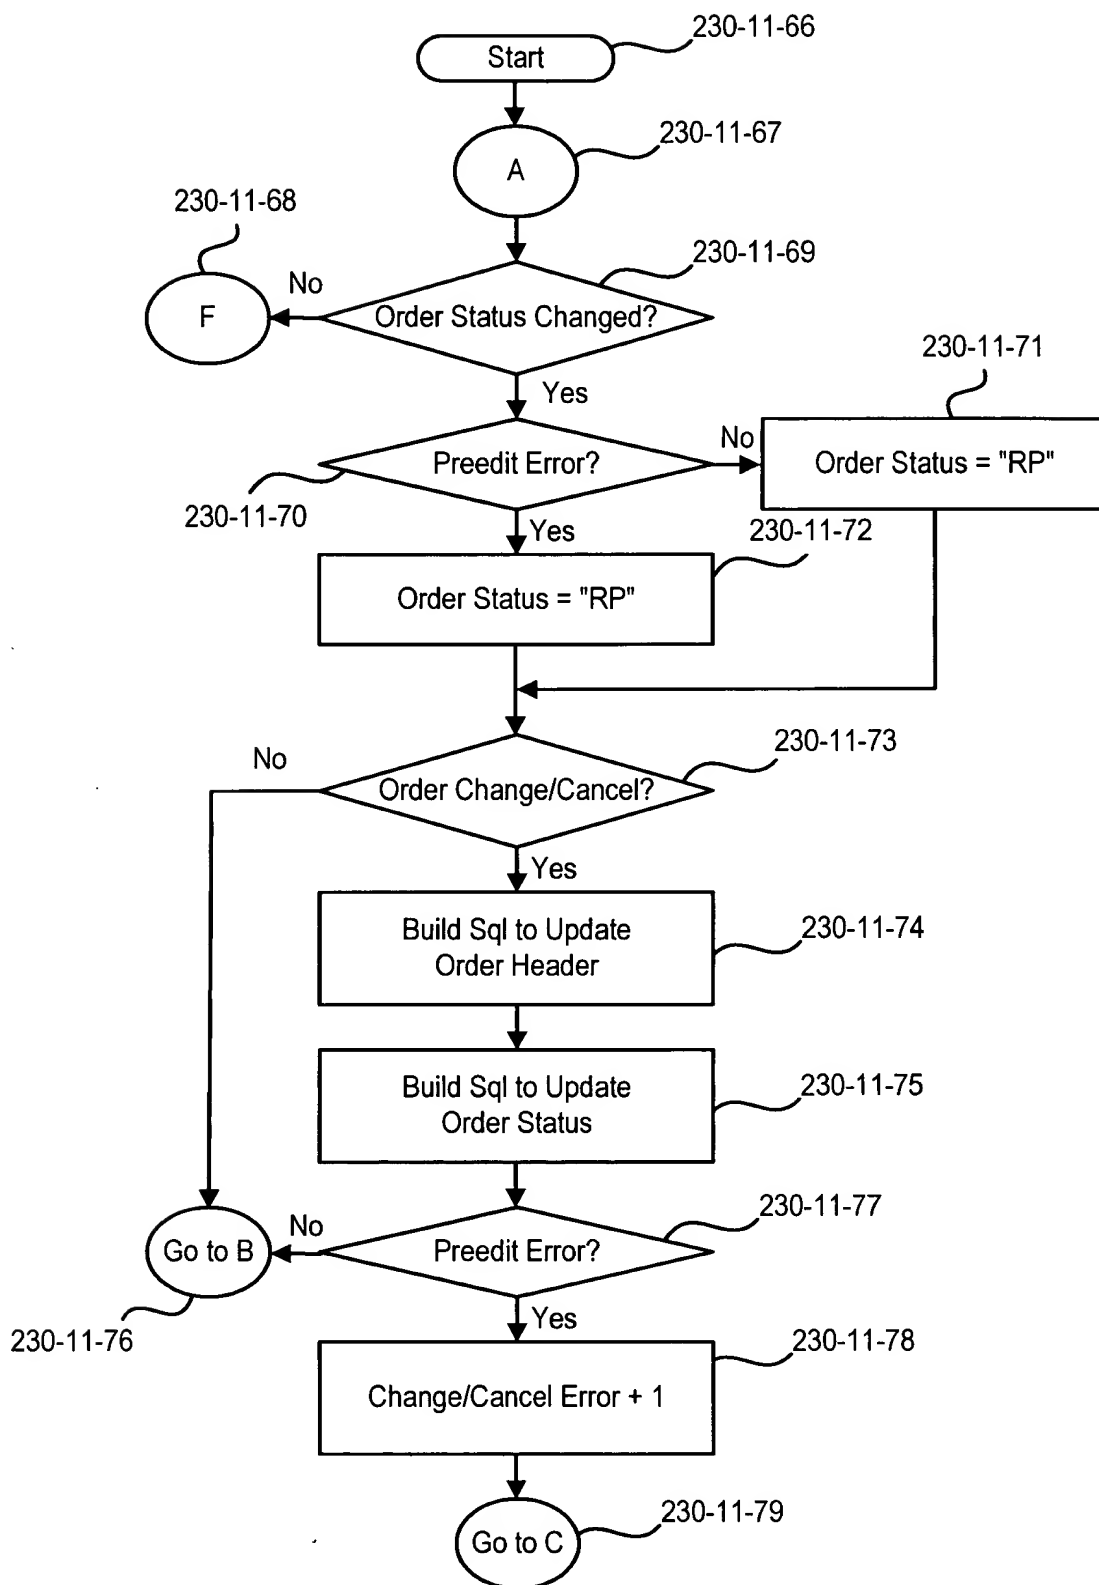 230-11-66
Start
230-11-67
A
230-11-68
230-11-69
No
F
Order Status Changed?
230-11-71
Yes
No
Preedit Error?
Order Status = "RP"
230-11-70
Yes
230-11-72
Order Status = "RP"
230-11-73
No
Order Change/Cancel?
Yes
Build Sql to Update
Order Header
230-11-74
Build Sql to Update
Order Status
230-11-75
230-11-77
No
Go to B
Preedit Error?
Yes
230-11-76
230-11-78
Change/Cancel Error + 1
230-11-79
Go to C